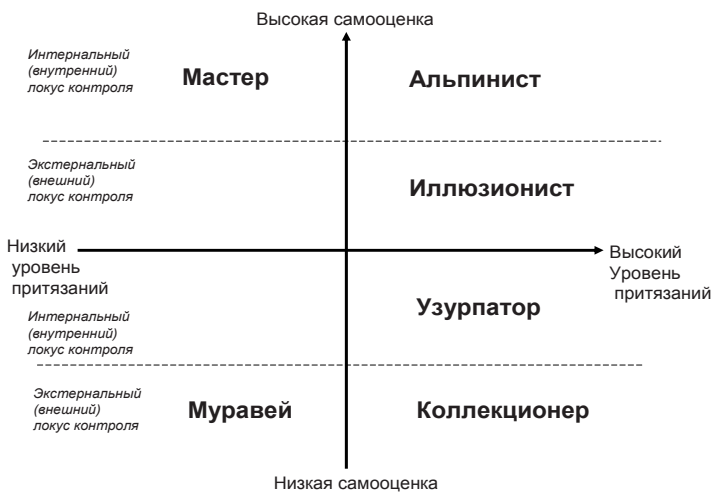 Высокая самооценка
Интернальный
(внутренний)
локус контроля
Мастер
Альпинист
Экстернальный
(внешний)
локус контроля
Иллюзионист
Низкий
уровень
притязаний
Высокий
Уровень
притязаний
Узурпатор
Интернальный
(внутренний)
локус контроля
Экстернальный
(внешний)
локус контроля
Муравей
Коллекционер
Низкая самооценка